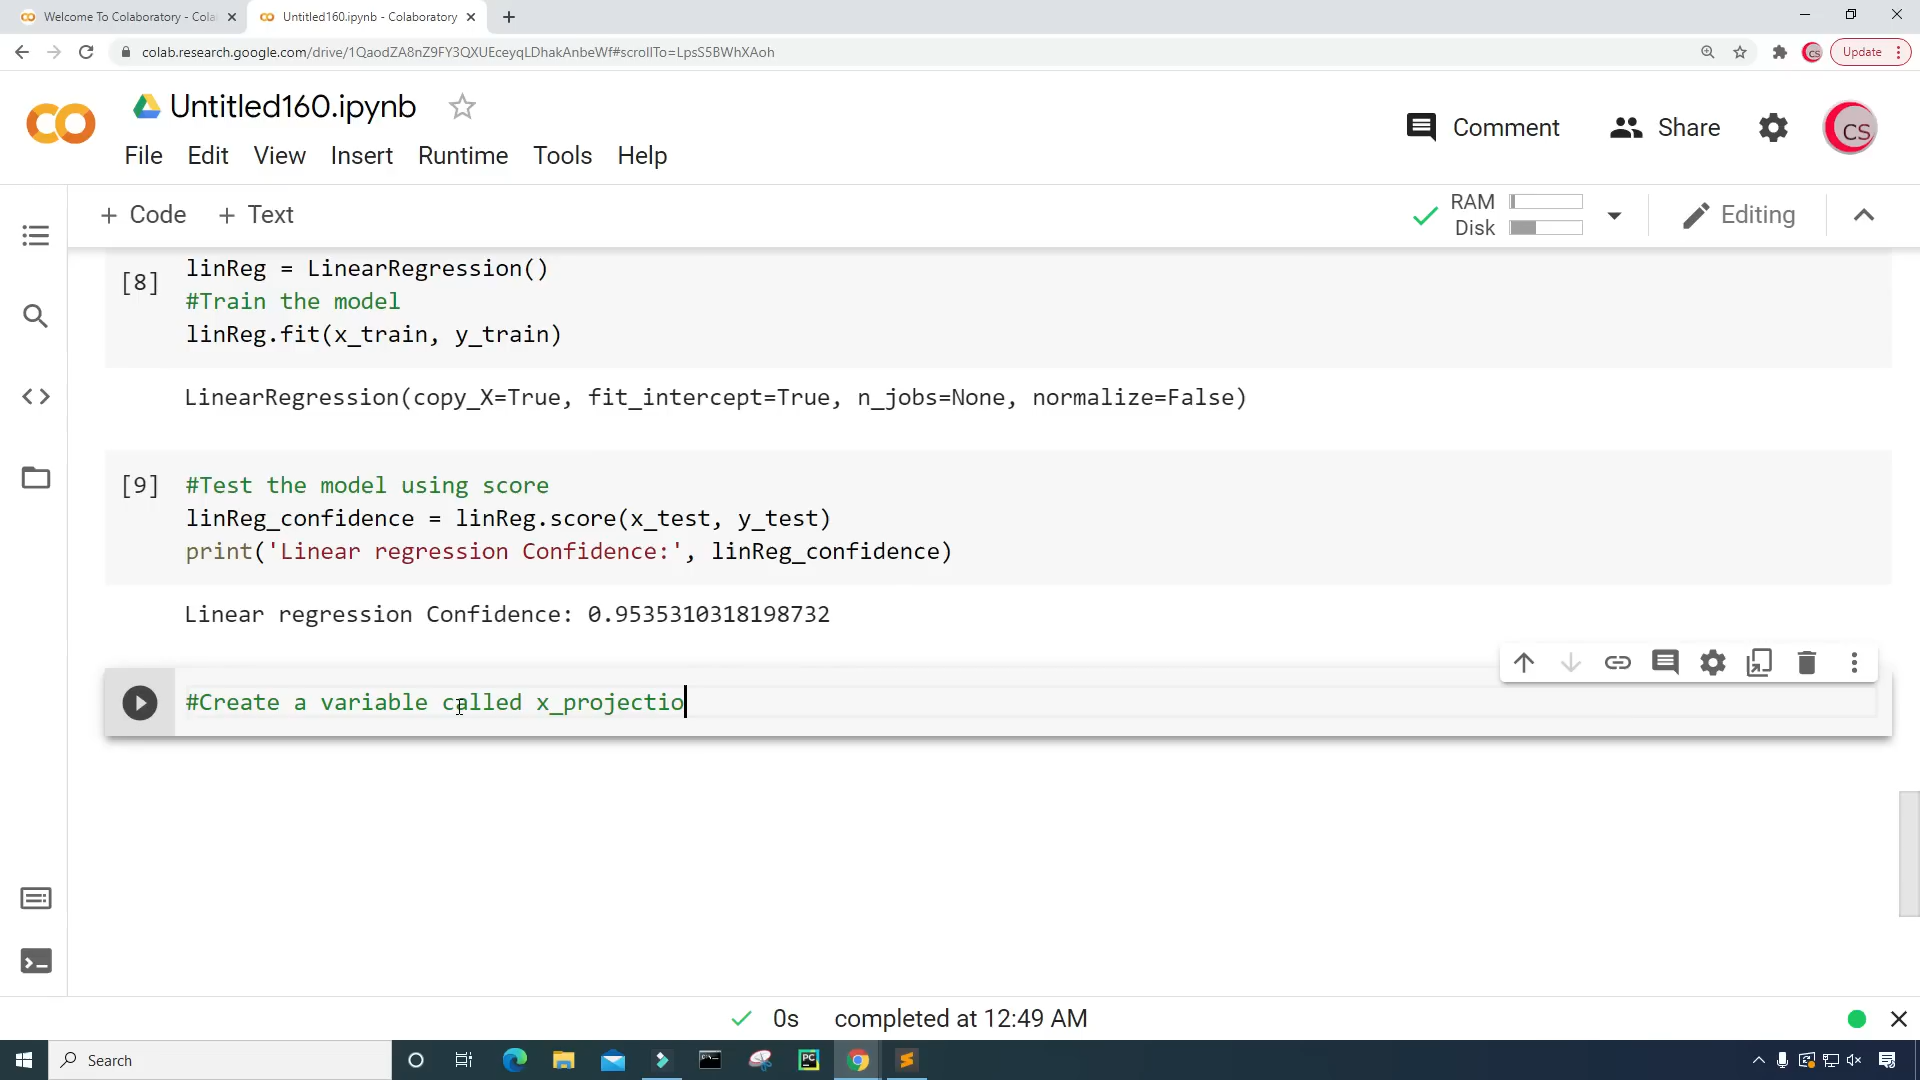 Welcome To Colaboratory - Cola
Untitled160.ipynb - Colaboratory
colab.research.google.com/drive/1QaodZA8nZ9FY3QXUEceyqLDhakAnbeWf#scrollTo=LpsS5BWhXAoh
CS
Update
Untitled160.ipynb
Comment
Share
CS
File Edit View Insert Runtime Tools Help
+ Code + Text
RAM
Disk
Editing
[8]
linReg = LinearRegression()
#Train the model
linReg.fit(x_train, y_train)
LinearRegression(copy_X=True, fit_intercept=True, n_jobs=None, normalize=False)
[9]
#Test the model using score
linReg_confidence = linReg.score(x_test, y_test)
print('Linear regression Confidence:', linReg_confidence)
Linear regression Confidence: 0.9535310318198732
#Create a variable called x_projectio
0s completed at 12:49 AM
Search
PC